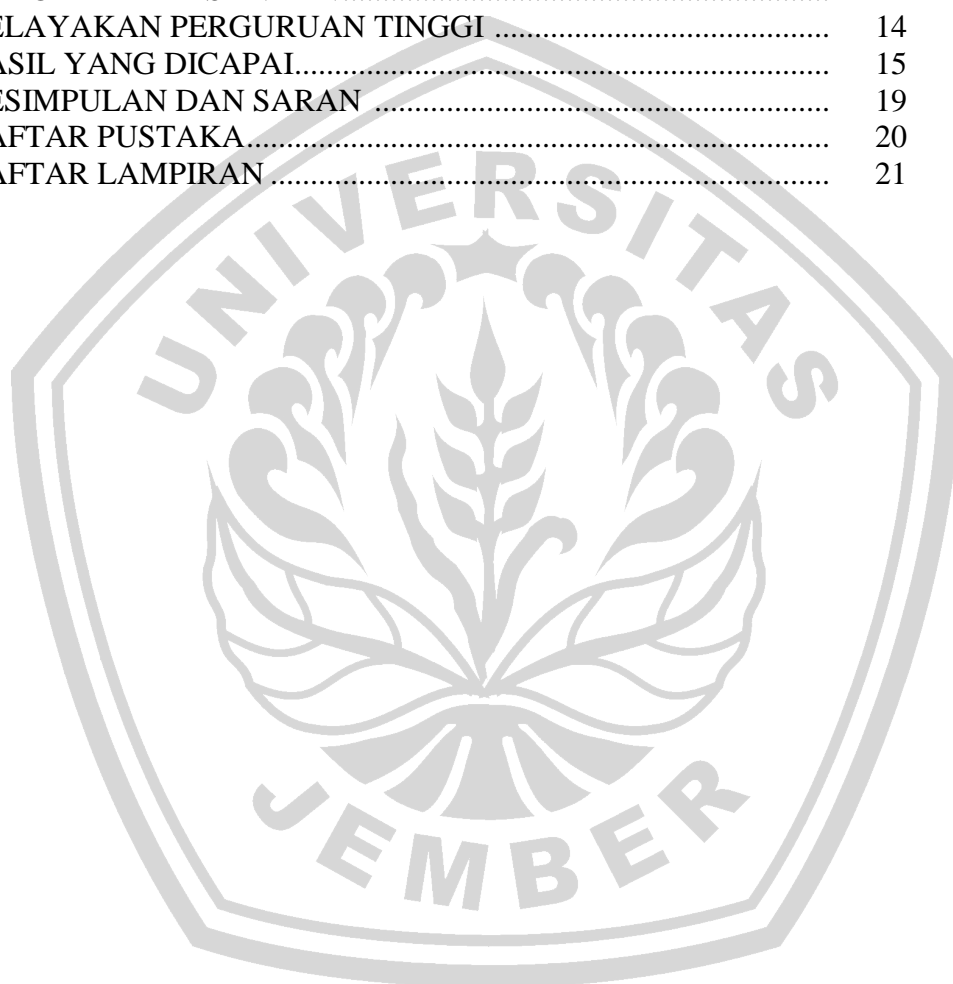 ELAYAKAN PERGURUAN TINGGI ........................................................ 14
ASIL YANG DICAPAI....................................................................... 15
ESIMPULAN DAN SARAN ............................................................. 19
AFTAR PUSTAKA............................................................................ 20
AFTAR LAMPIRAN ......................................................................... 21
UNIVERSITAS
JEMBER